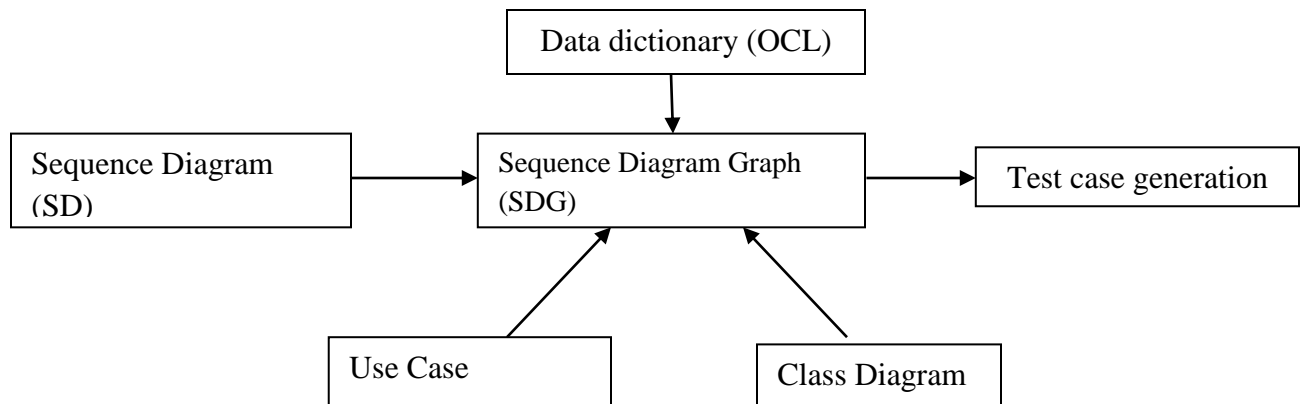 Data dictionary (OCL)
Sequence Diagram
(SD)
Sequence Diagram Graph
(SDG)
Test case generation
Use Case
Class Diagram